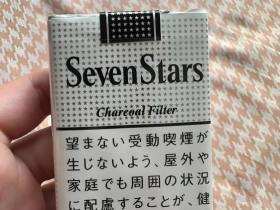 SevenStars
Charcoal Filter
望まない受動喫煙が
生じないよう、屋外や
家庭でも周囲の状況
に配慮することが、健